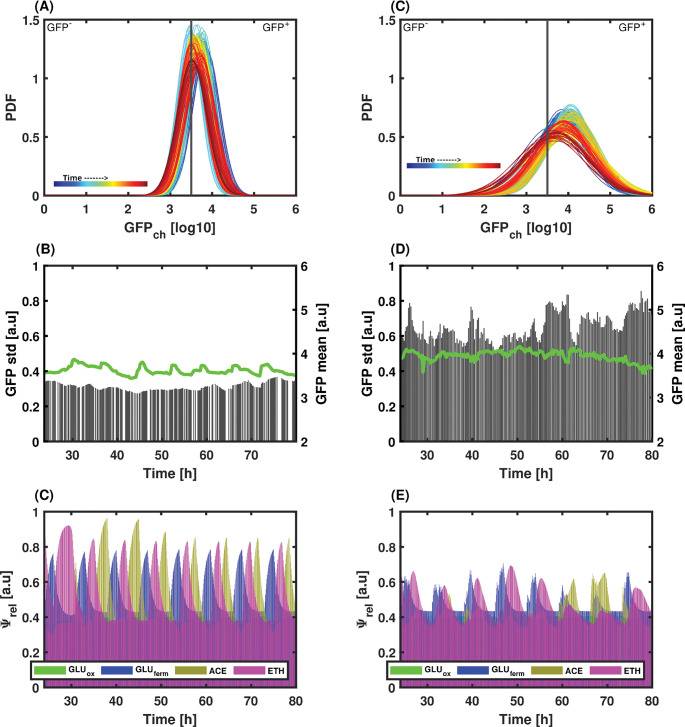 (A)
GFP-
GFP+
PDF
1.5
1
0.5
0
Time ------->
0 1 2 3 4 5 6
GFPch [log10]
(C)
GFP-
GFP+
PDF
1.5
1
0.5
0
Time ------->
0 1 2 3 4 5 6
GFPch [log10]
(B)
GFP std [a.u]
1
0.8
0.6
0.4
0.2
0
6
5
4
3
2
GFP mean [a.u]
30 40 50 60 70
Time [h]
(D)
GFP std [a.u]
1
0.8
0.6
0.4
0.2
0
6
5
4
3
2
GFP mean [a.u]
30 40 50 60 70 80
Time [h]
(C)
Ψrel [a.u]
1
0.8
0.6
0.4
0.2
0
GLUox GLUferm ACE ETH
30 40 50 60 70 80
Time [h]
(E)
Ψrel [a.u]
1
0.8
0.6
0.4
0.2
0
GLUox GLUferm ACE ETH
30 40 50 60 70 80
Time [h]